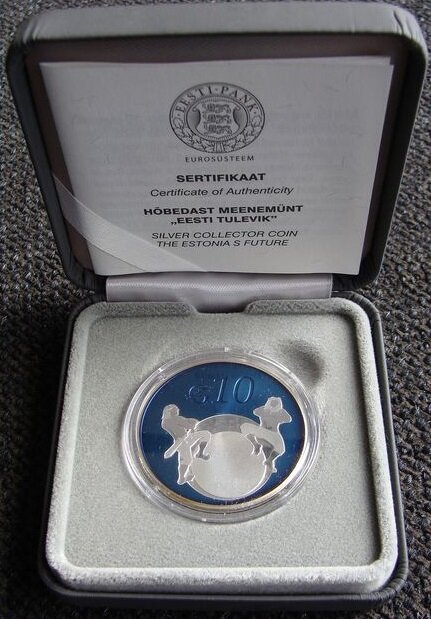 EESTI PANK
EUROSÜSTEEM
SERTIFIKAAT
Certificate of Authenticity
HÕBEDAST MEENEMÜNT
„EESTI TULEVIK"
SILVER COLLECTOR COIN
THE ESTONIA S FUTURE
€10